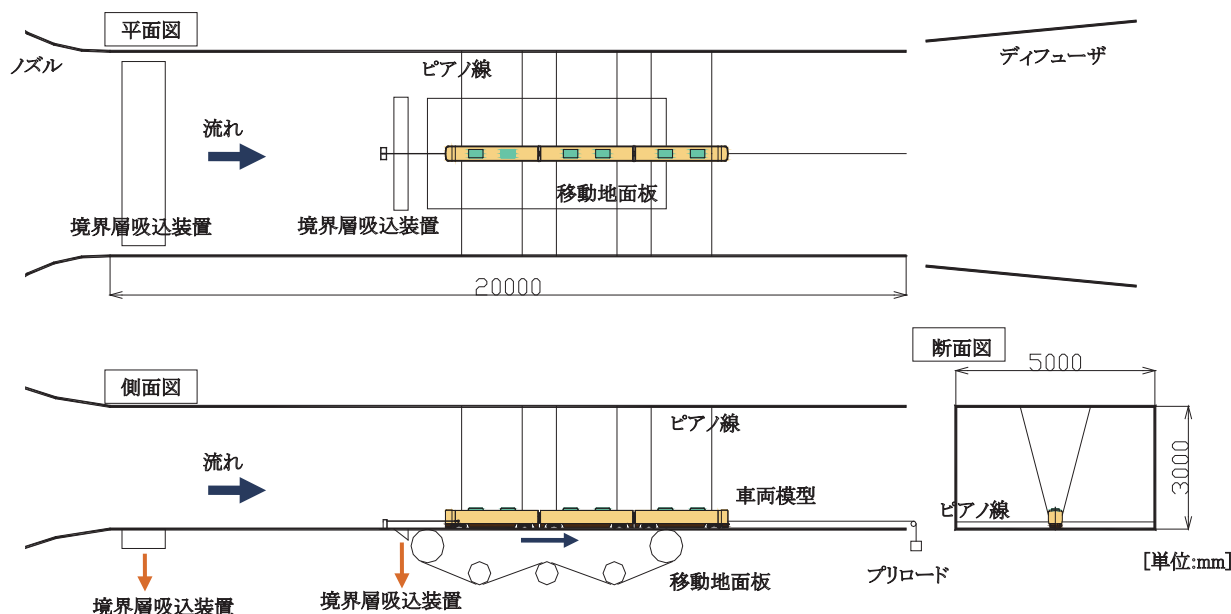 平面図
ノズル
ピアノ線
ディフューザ
流れ
移動地面板
境界層吸込装置
境界層吸込装置
20000
断面図
5000
側面図
ピアノ線
流れ
車両模型
3000
ピアノ線
[単位:mm]
プリロード
移動地面板
境界層吸込装置
境界層吸込装置